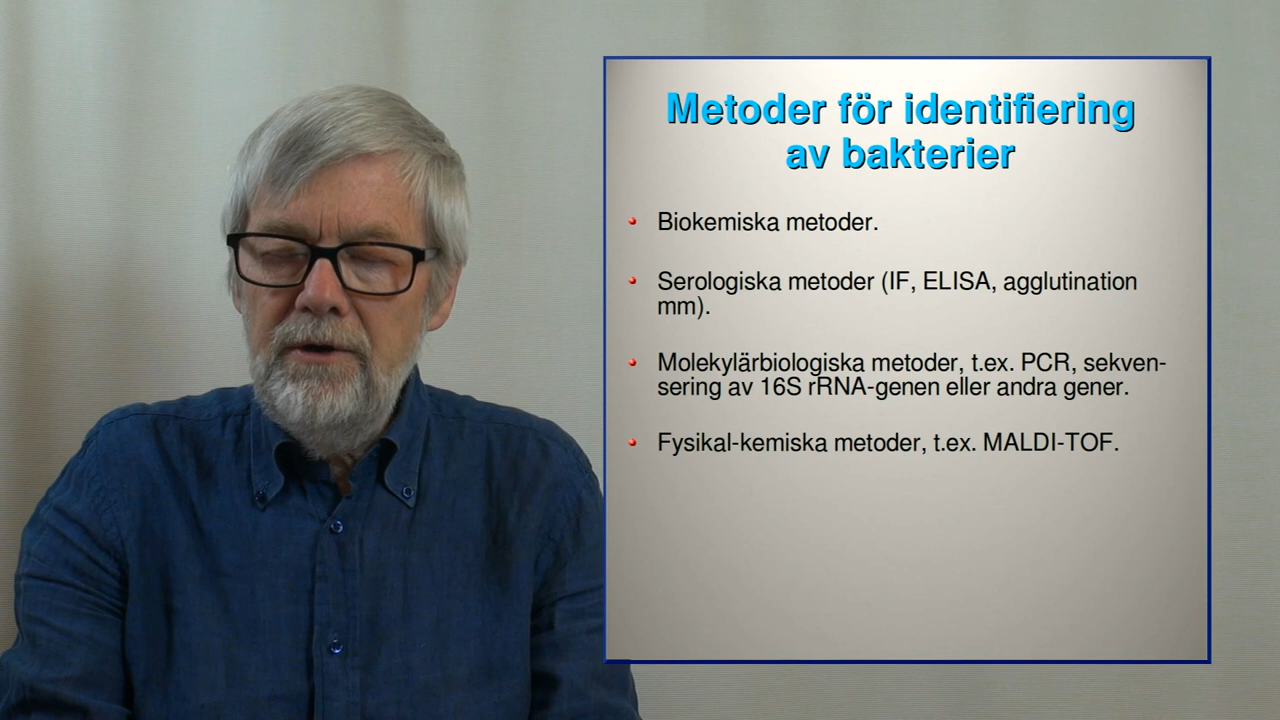 Metoder för identifiering
av bakterier
Biokemiska metoder.
Serologiska metoder (IF, ELISA, agglutination
mm).
Molekylärbiologiska metoder, t.ex. PCR, sekven-
sering av 16S rRNA-genen eller andra gener.
Fysikal-kemiska metoder, t.ex. MALDI-TOF.